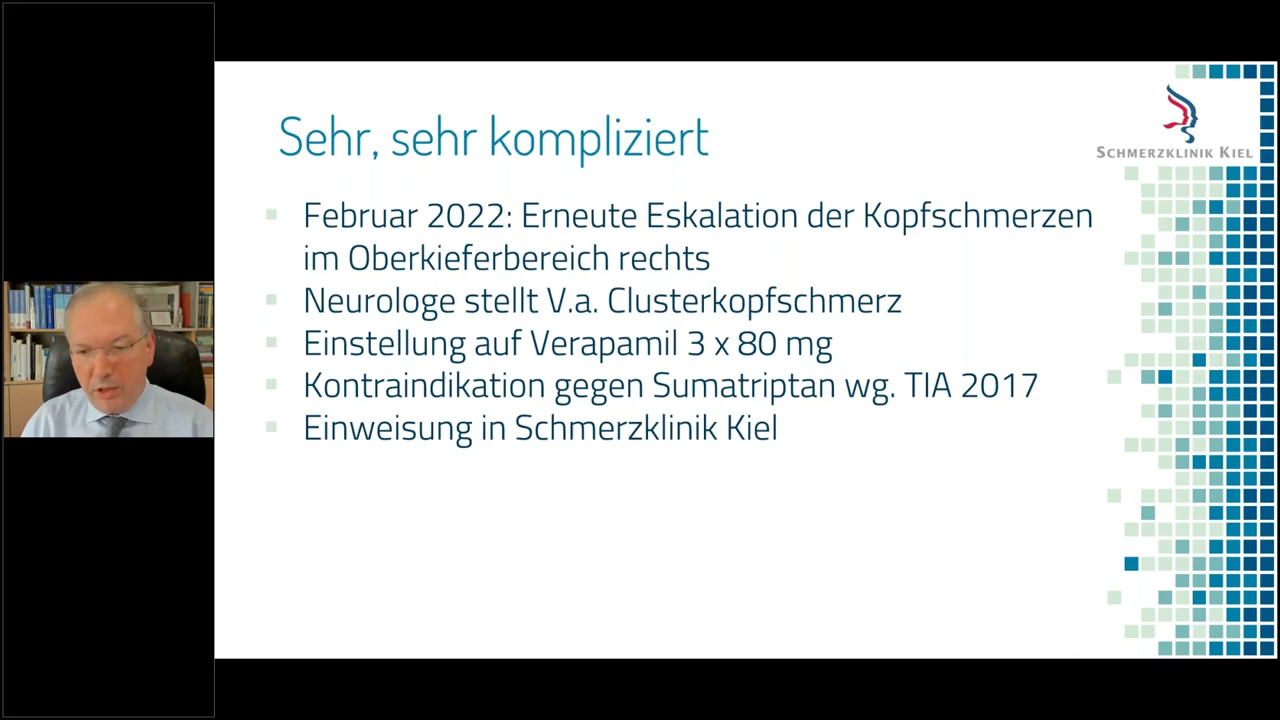 Sehr, sehr kompliziert
SCHMERZKLINIK KIEL
Februar 2022: Erneute Eskalation der Kopfschmerzen
im Oberkieferbereich rechts
Neurologe stellt V.a. Clusterkopfschmerz
Einstellung auf Verapamil 3 x 80 mg
Kontraindikation gegen Sumatriptan wg. TIA 2017
Einweisung in Schmerzklinik Kiel